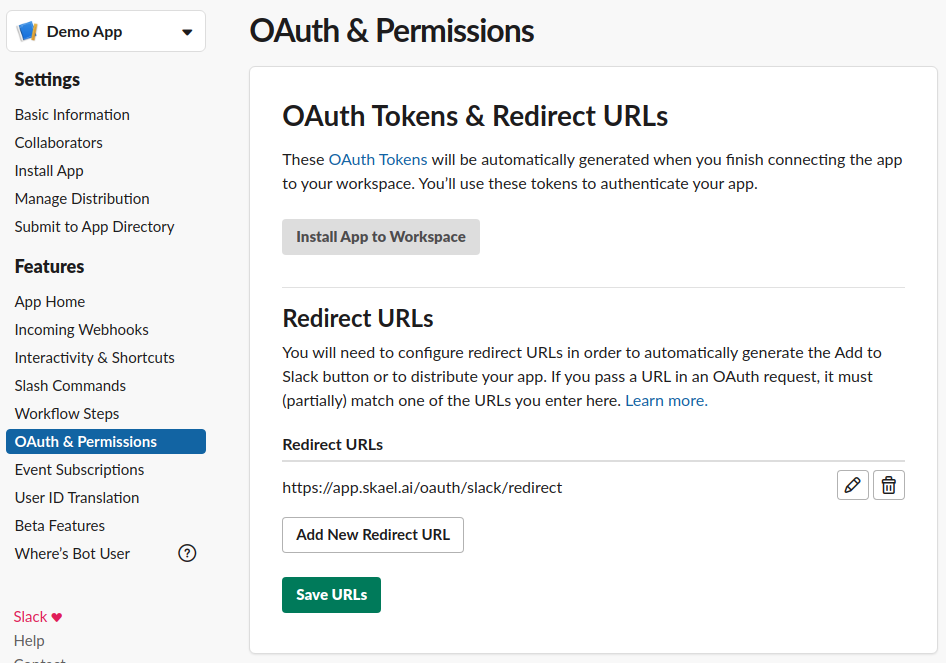 Demo App
Settings
Basic Information
Collaborators
Install App
Manage Distribution
Submit to App Directory
Features
App Home
Incoming Webhooks
Interactivity & Shortcuts
Slash Commands
Workflow Steps
OAuth & Permissions
Event Subscriptions
User ID Translation
Beta Features
Where's Bot User
?
Slack
Help
Contact
OAuth & Permissions
OAuth Tokens & Redirect URLs
These OAuth Tokens will be automatically generated when you finish connecting the app
to your workspace. You'll use these tokens to authenticate your app.
Install App to Workspace
Redirect URLs
You will need to configure redirect URLs in order to automatically generate the Add to
Slack button or to distribute your app. If you pass a URL in an OAuth request, it must
(partially) match one of the URLs you enter here. Learn more.
Redirect URLs
https://app.skael.ai/oauth/slack/redirect
Add New Redirect URL
Save URLs